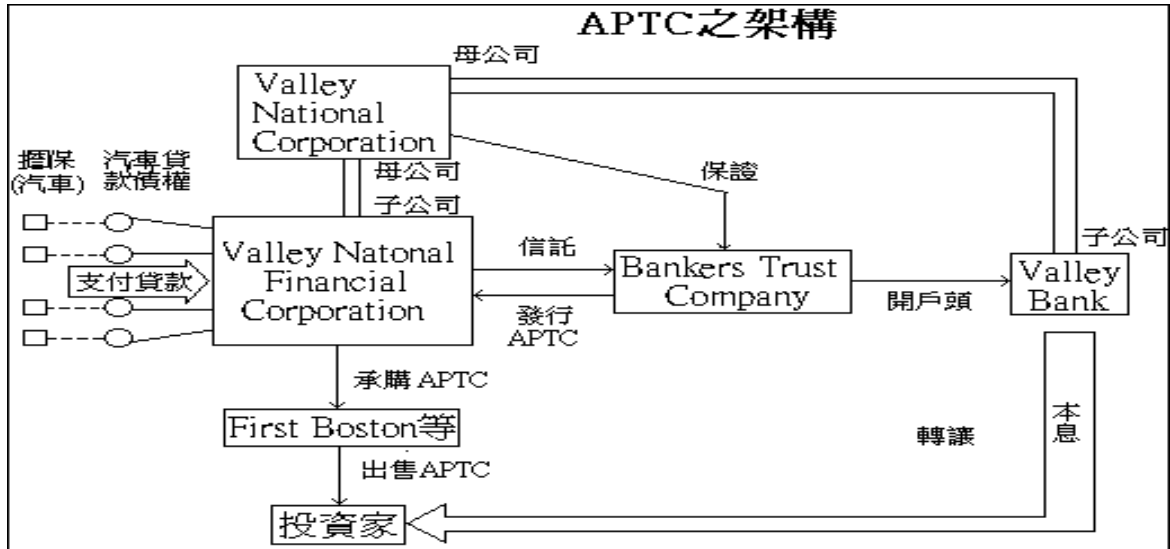 APTC之架構
母公司
Valley
National
Corporation
擔保
(汽車)
汽車貸
款債權
母公司
子公司
保證
Valley Natonal
Financial
Corporation
支付貸款
信託
發行
APTC
Bankers Trust
Company
開戶頭
子公司
Valley
Bank
承購 APTC
First Boston等
出售APTC
投資家
轉讓
本
息